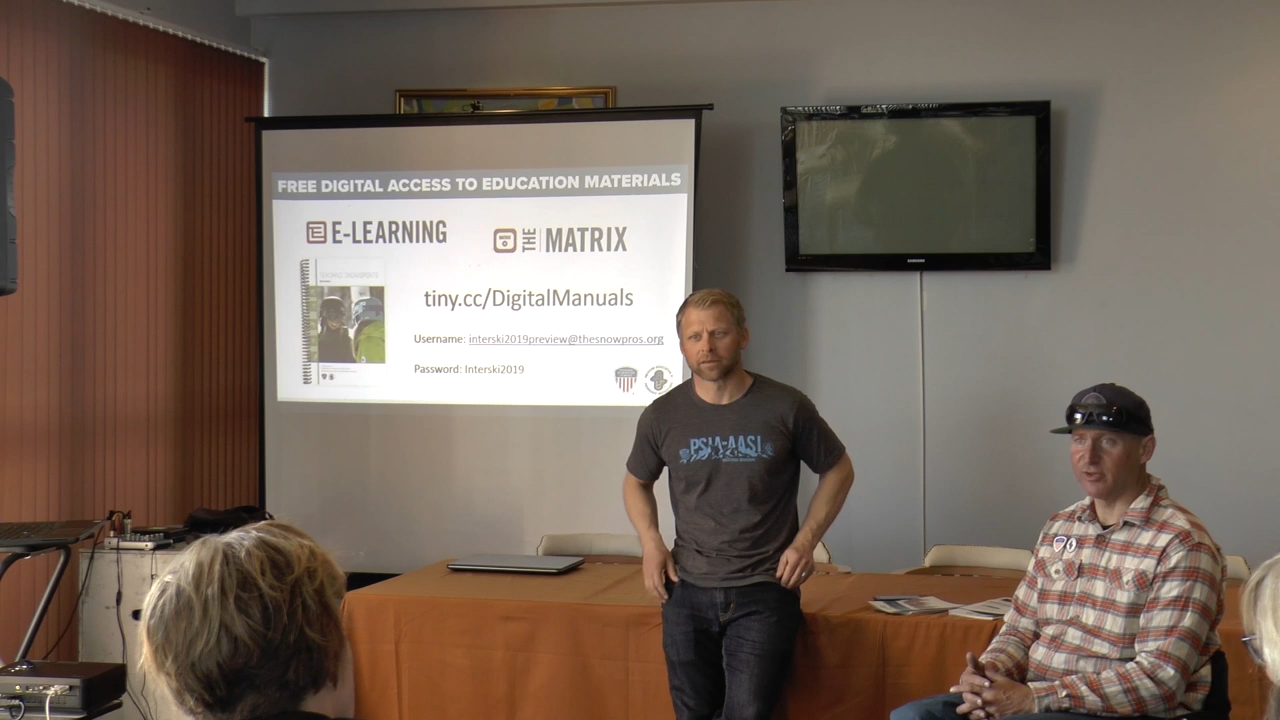 FREE DIGITAL ACCESS TO EDUCATION MATERIALS
E-LEARNING
THE MATRIX
tiny.cc/DigitalManuals
Username: interski2019preview@thesnowpros.org
Password: Interski2019
PSIA-AASI
SAMSUNG